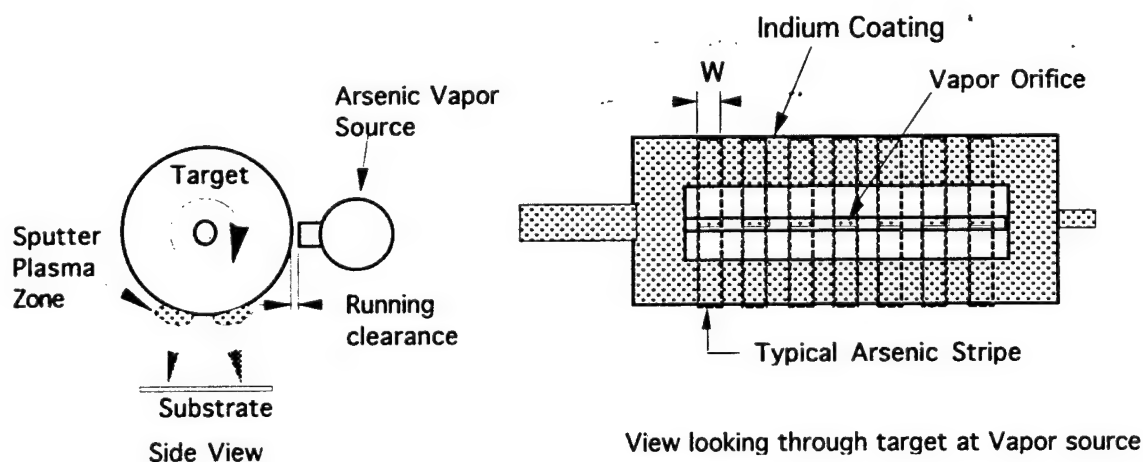 Arsenic Vapor
Source
Target
Sputter
Plasma
Zone
Running
clearance
Substrate
Side View
Indium Coating
W
Vapor Orifice
Typical Arsenic Stripe
View looking through target at Vapor source